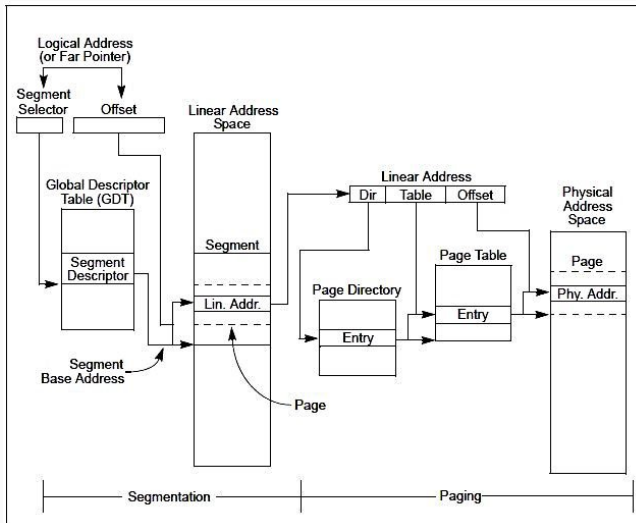 Logical Address
(or Far Pointer)
Segment
Selector
Offset
Linear Address
Space
Global Descriptor
Table (GDT)
Segment
Descriptor
Segment
Lin. Addr.
Segment
Base Address
Page
Linear Address
Dir
Table
Offset
Physical
Address
Space
Page Table
Page Directory
Entry
Entry
Page
Phy. Addr.
Segmentation
Paging